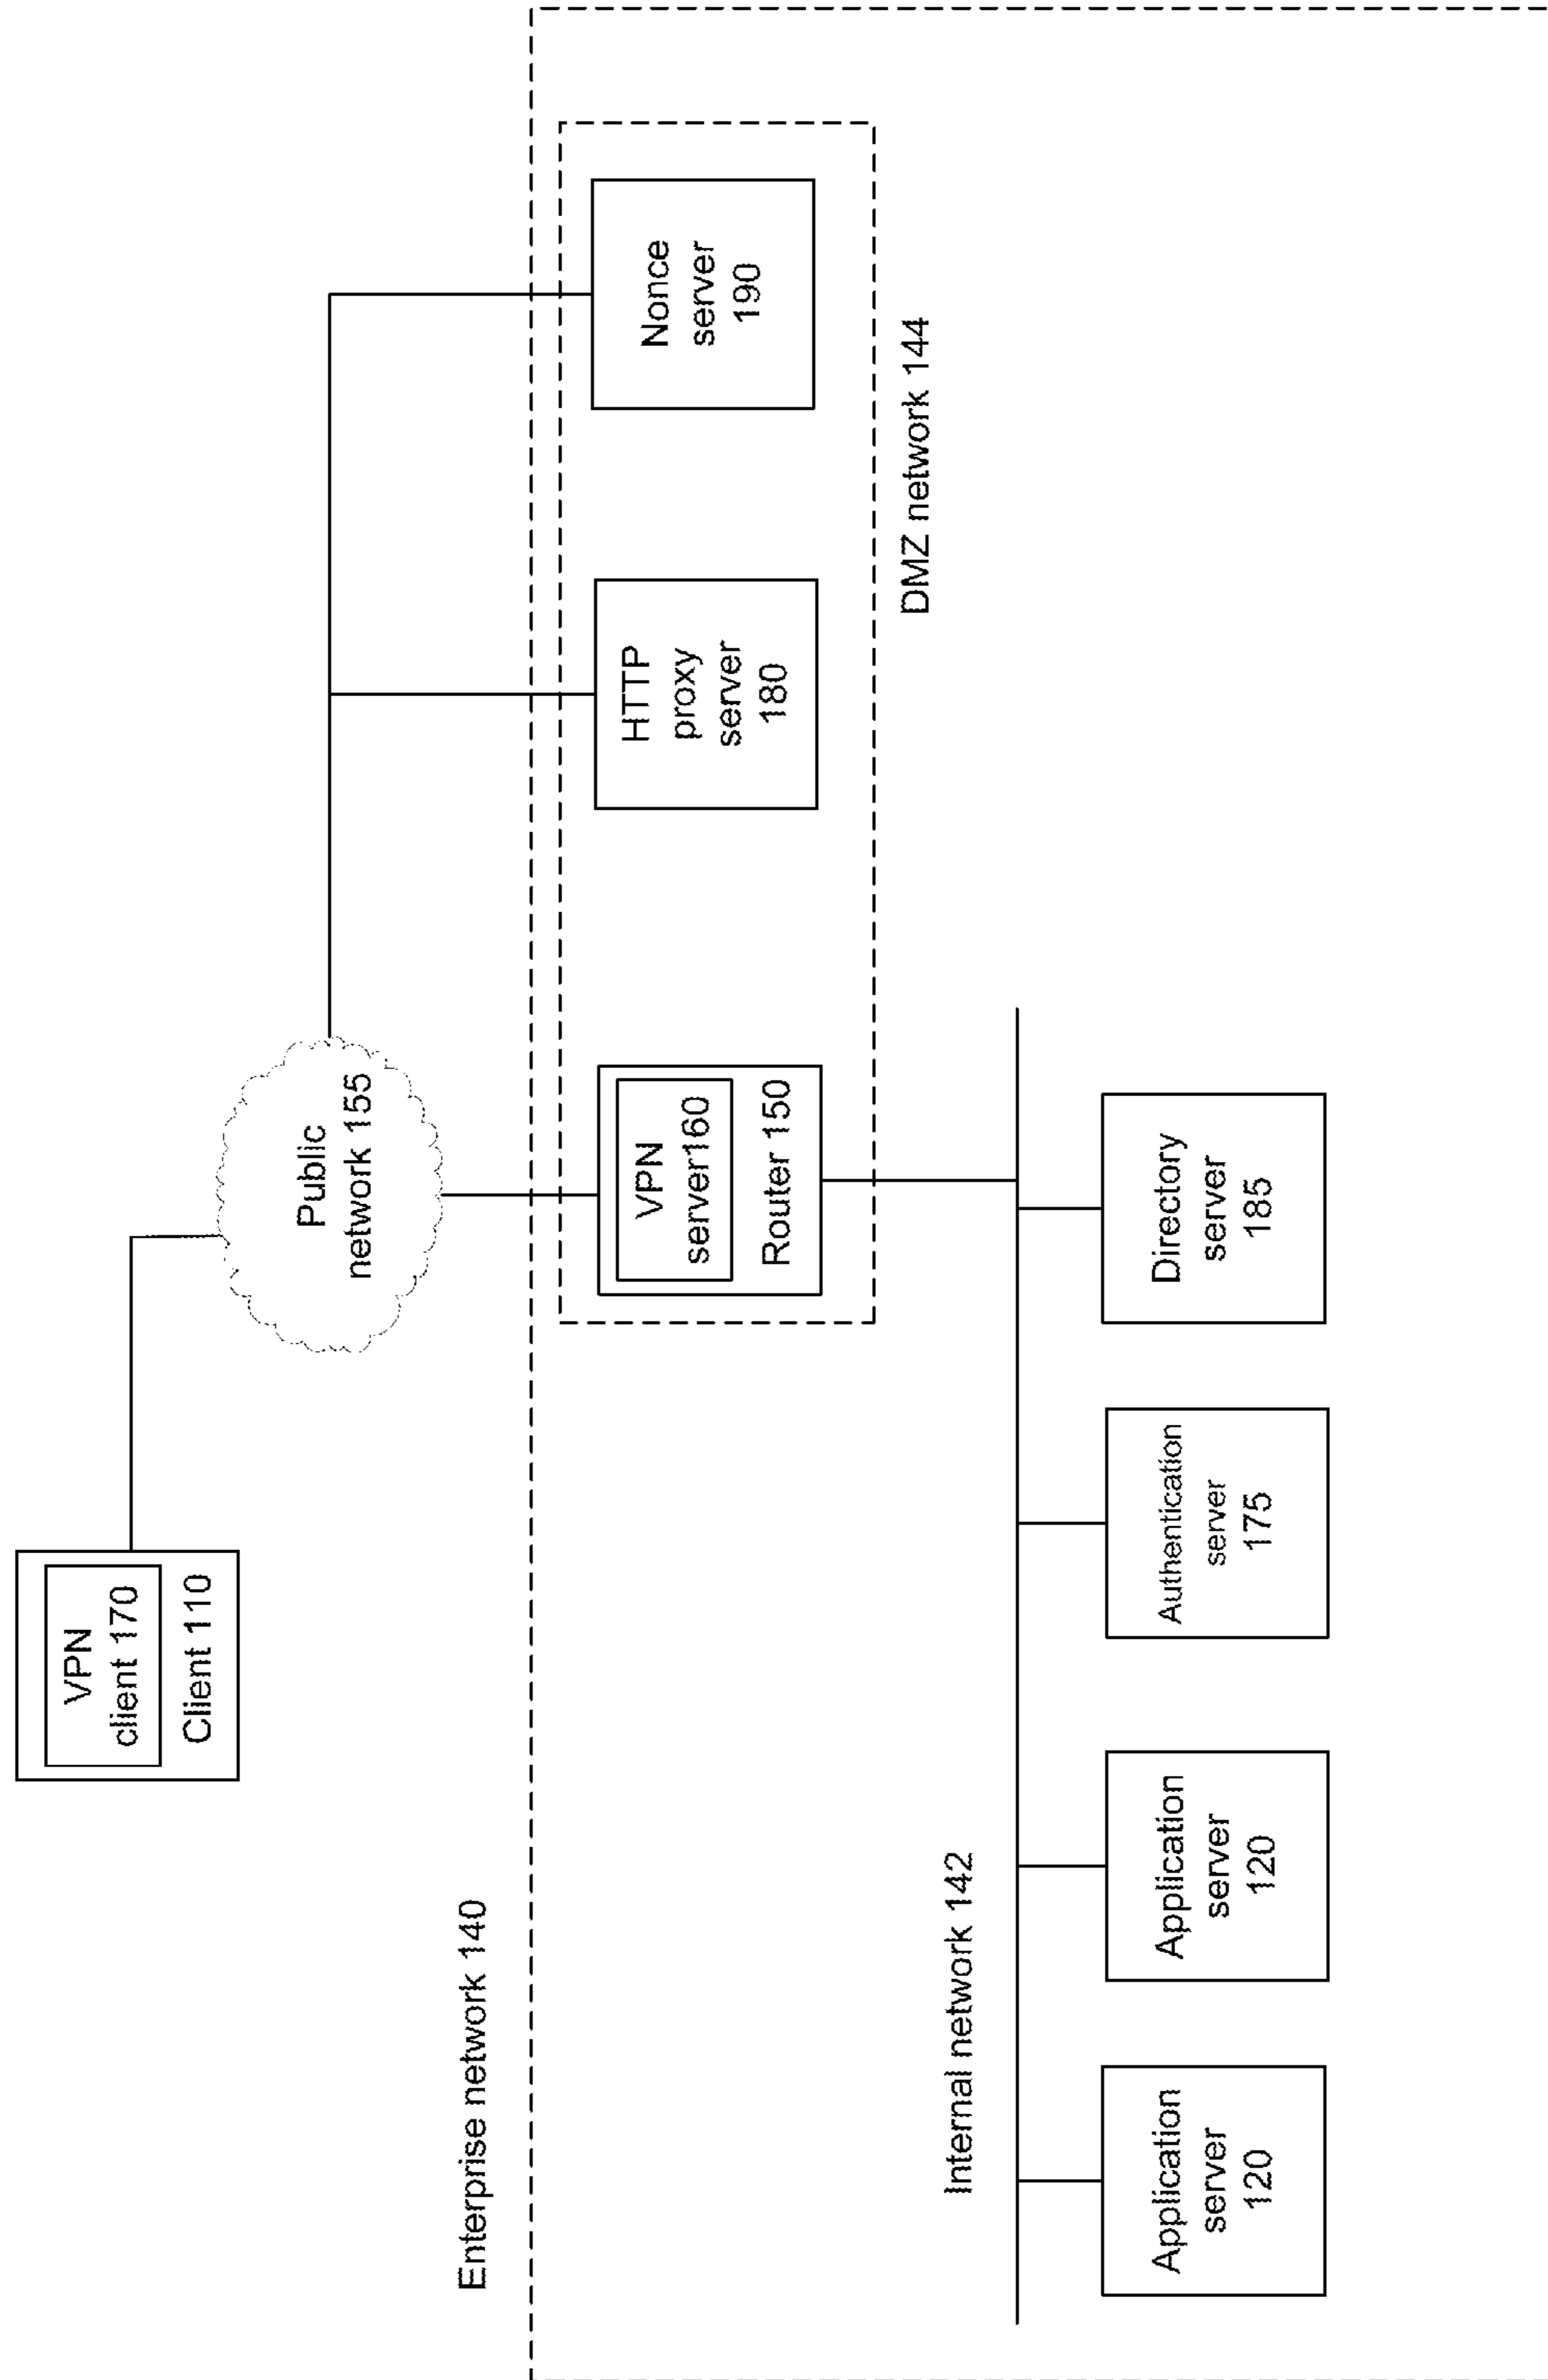 VPN
client 170
Client 110
Public
network 155
Enterprise network 140
VPN
server160
Router 150
HTTP
proxy
server
180
Nonce
server
190
DMZ network 144
Internal network 142
Application
server
120
Application
server
120
Authentication
server
175
Directory
server
185